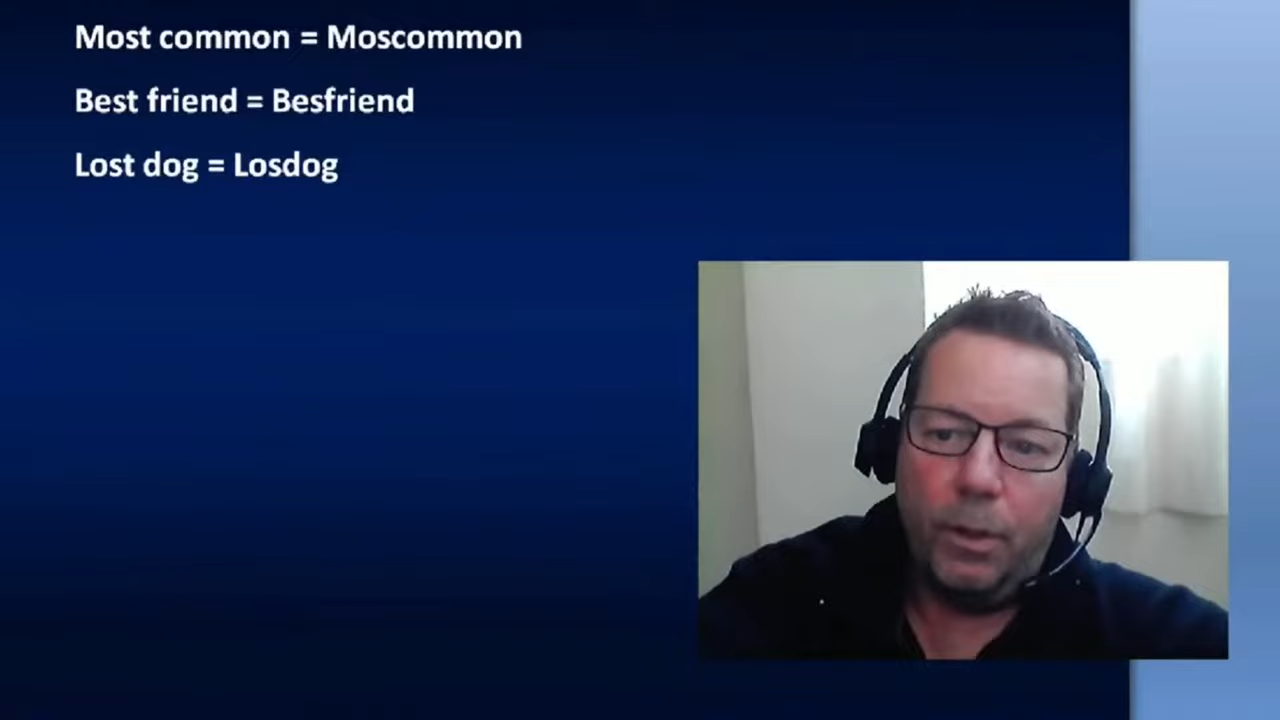 Most common = Moscommon
Best friend = Besfriend
Lost dog = Losdog